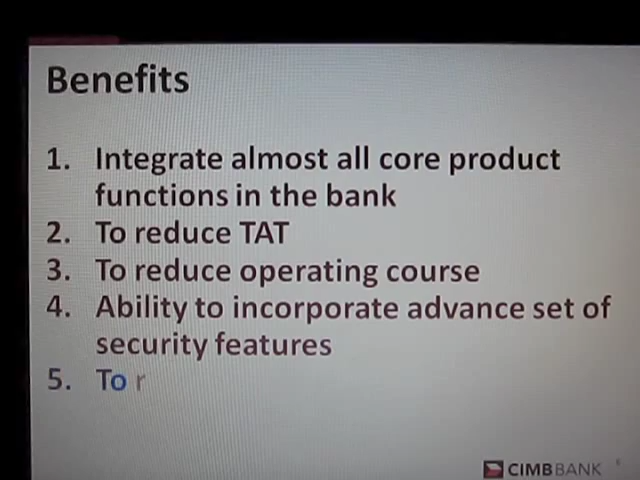 Benefits
1. Integrate almost all core product
functions in the bank
2. To reduce TAT
3. To reduce operating course
4. Ability to incorporate advance set of
security features
5. To r
CIMBBANK